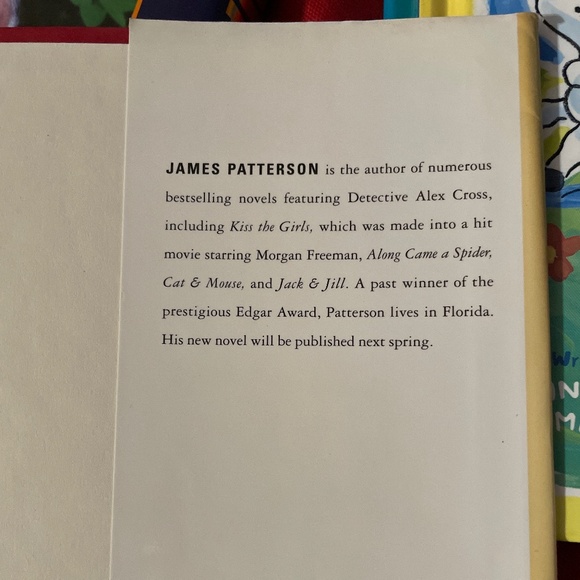 JAMES PATTERSON is the author of numerous
bestselling novels featuring Detective Alex Cross,
including Kiss the Girls, which was made into a hit
movie starring Morgan Freeman, Along Came a Spider,
Cat & Mouse, and Jack & Jill. A past winner of the
prestigious Edgar Award, Patterson lives in Florida.
His new novel will be published next spring.